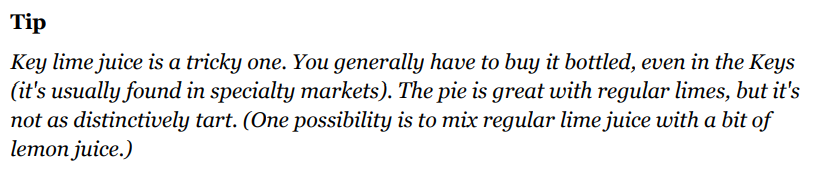 Tip
Key lime juice is a tricky one. You generally have to buy it bottled, even in the Keys
(it's usually found in specialty markets). The pie is great with regular limes, but it's
not as distinctively tart. (One possibility is to mix regular lime juice with a bit of
lemon juice.)